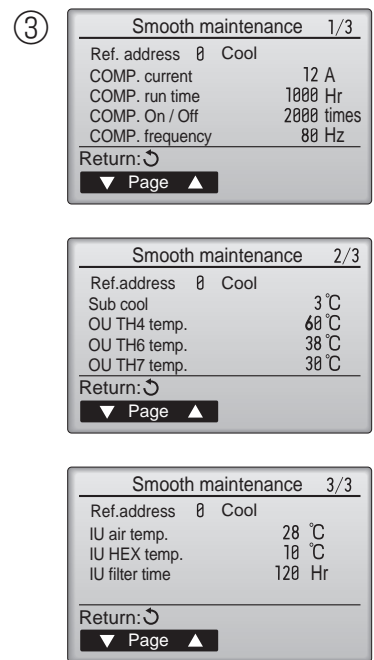 ③
Smooth maintenance 1/3
Ref. address 0 Cool
COMP. current 12 A
COMP. run time 1000 Hr
COMP. On / Off 2000 times
COMP. frequency 80 Hz
Return:
▼ Page ▲
Smooth maintenance 2/3
Ref.address 0 Cool
Sub cool 3 ℃
OU TH4 temp. 60 ℃
OU TH6 temp. 38 ℃
OU TH7 temp. 30 ℃
Return:
▼ Page ▲
Smooth maintenance 3/3
Ref.address 0 Cool
IU air temp. 28 ℃
IU HEX temp. 10 ℃
IU filter time 120 Hr
Return:
▼ Page ▲